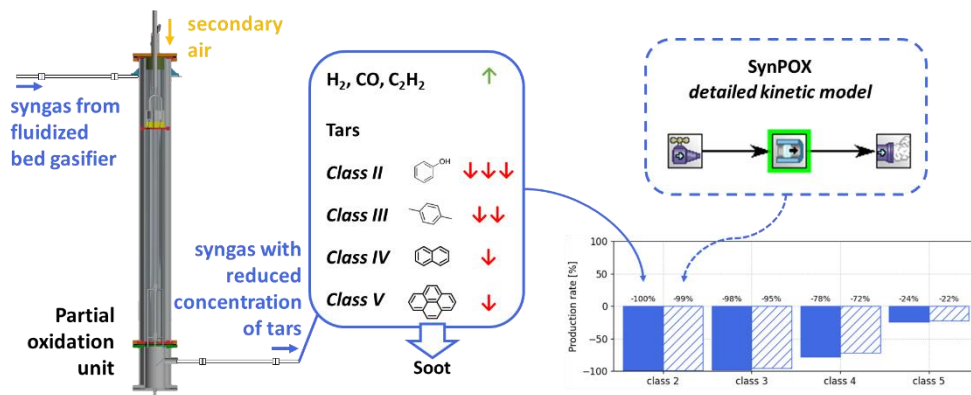 secondary
air
syngas from
fluidized
bed gasifier
Partial
oxidation
unit
syngas with
reduced
concentration
of tars
H₂, CO, C₂H₂
Tars
Class II
OH
Class III
Class IV
Class V
Soot
SynPOX
detailed kinetic model
Production rate [%]
100
50
0
−50
−100
-100%
-99%
-98%
-95%
-78%
-72%
-24%
-22%
class 2
class 3
class 4
class 5